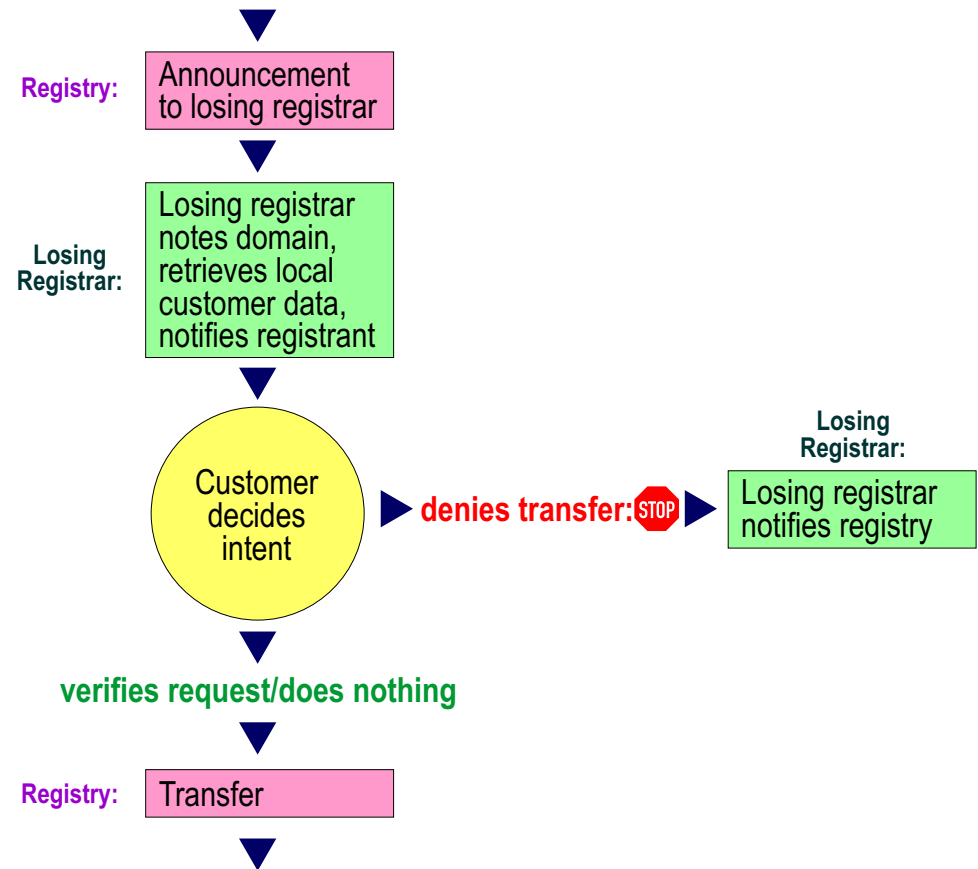 Registry:
Announcement
to losing registrar
Losing
Registrar:
Losing registrar
notes domain,
retrieves local
customer data,
notifies registrant
Customer
decides
intent
denies transfer:
STOP
Losing
Registrar:
Losing registrar
notifies registry
verifies request/does nothing
Registry:
Transfer